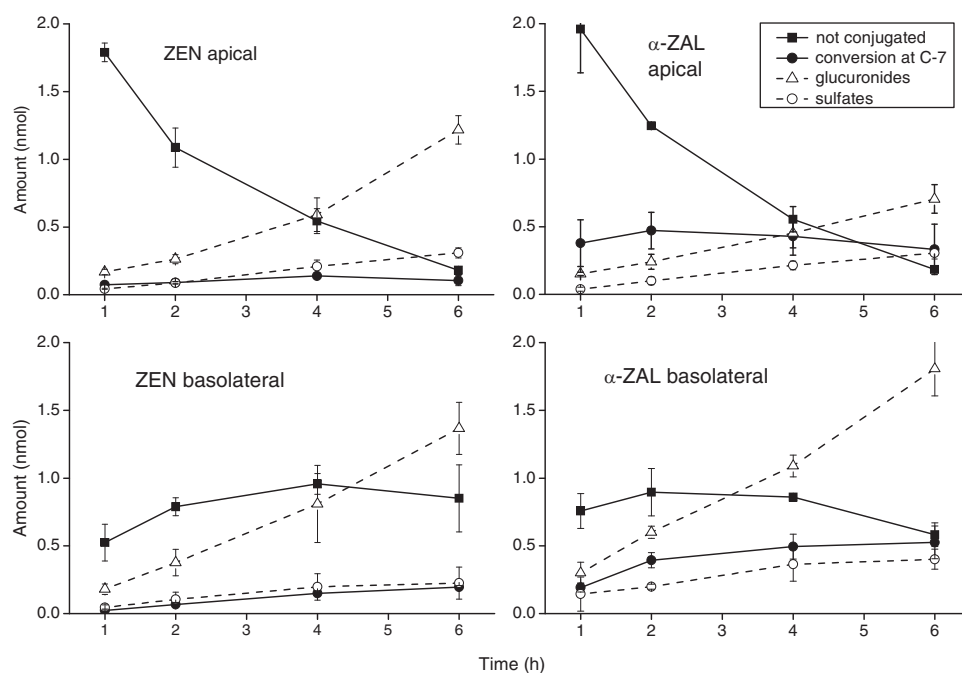 ZEN apical
Amount (nmol)
2.0
1.5
1.0
0.5
0.0
1 2 4 6
α-ZAL
apical
not conjugated
conversion at C-7
glucuronides
sulfates
2.0
1.5
1.0
0.5
0.0
1 2 3 4 5 6
ZEN basolateral
Amount (nmol)
2.0
1.5
1.0
0.5
0.0
1 2 3 4 5 6
α-ZAL basolateral
2.0
1.5
1.0
0.5
0.0
1 2 3 4 5 6
Time (h)